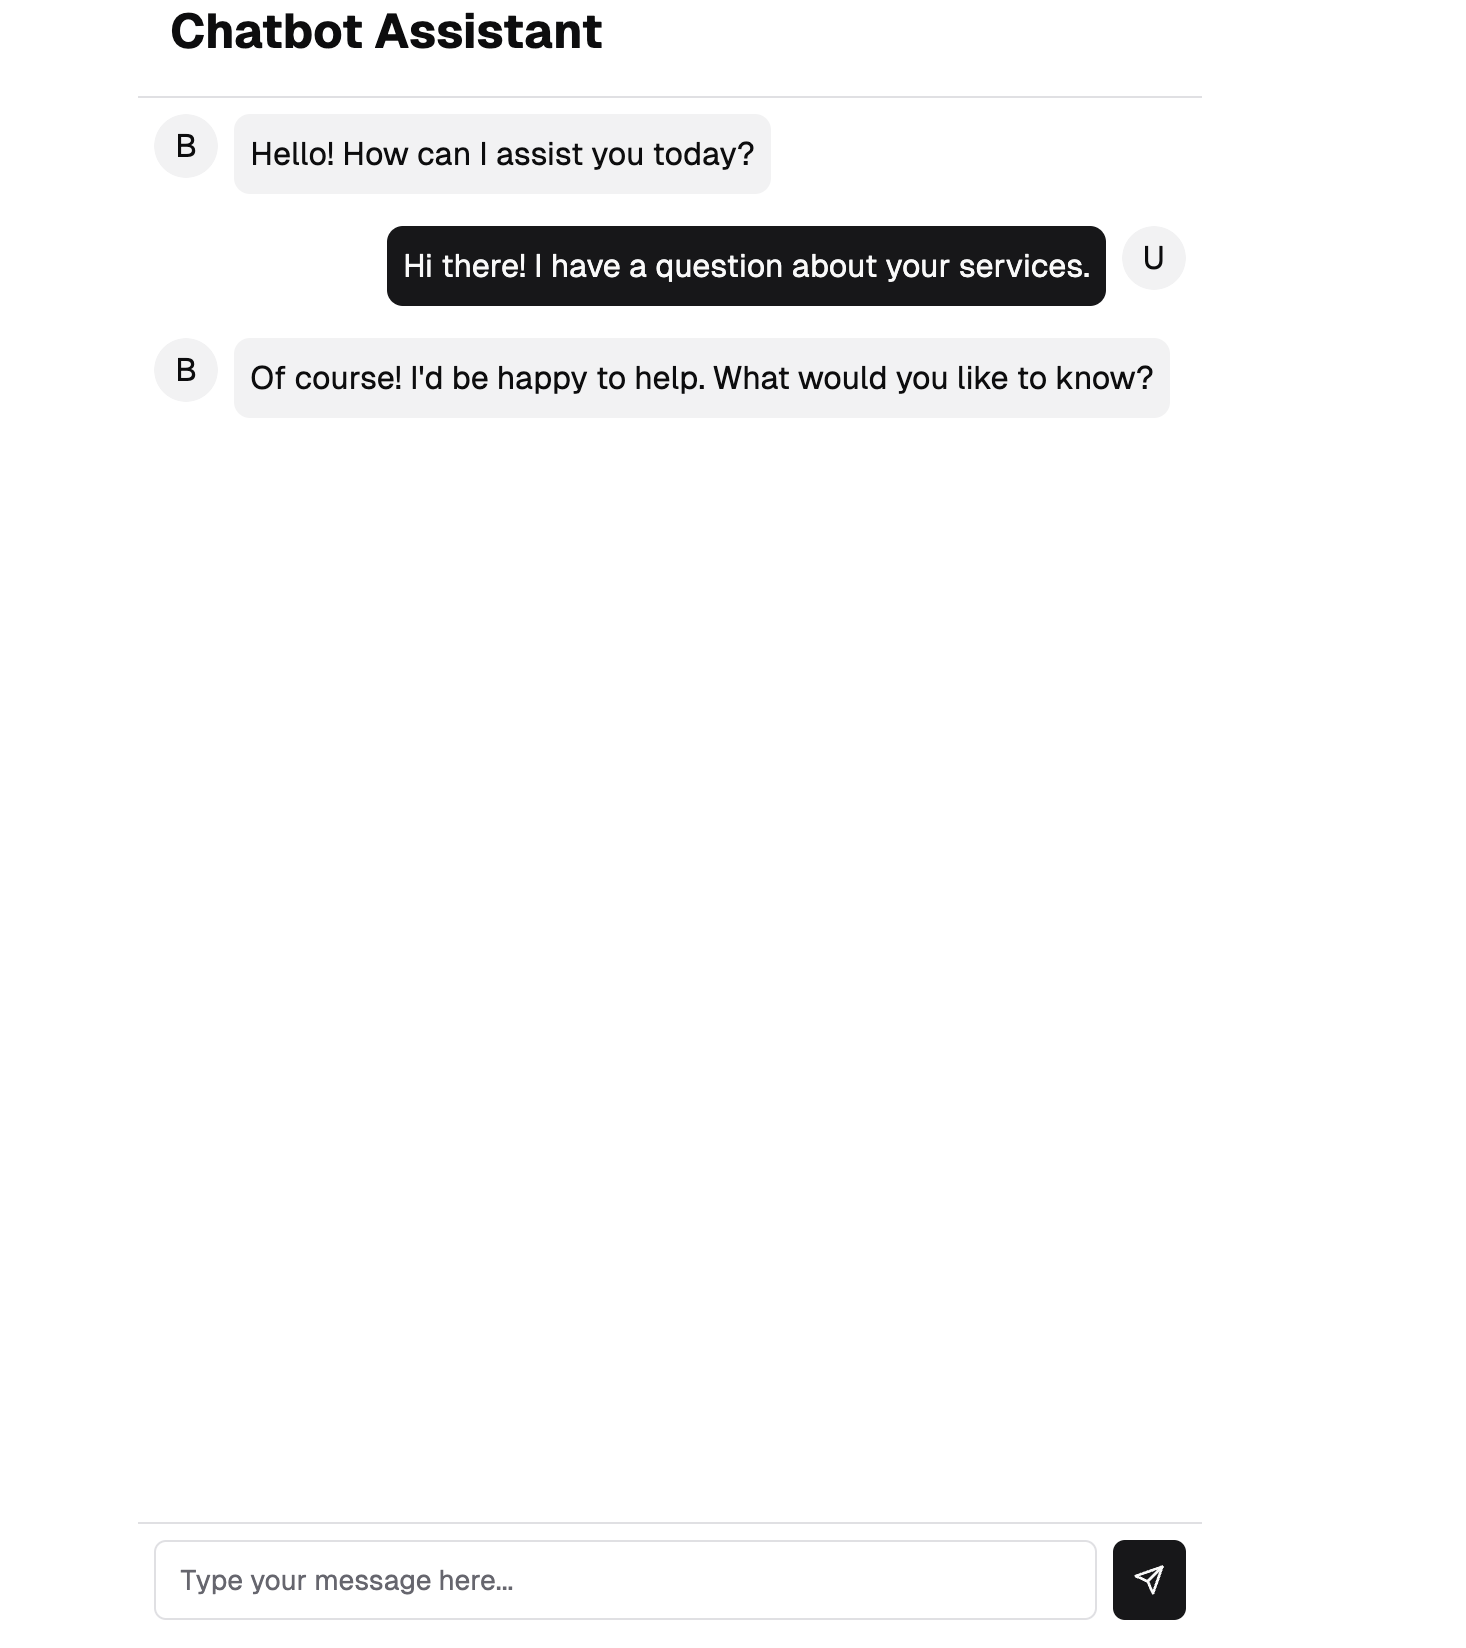 Chatbot Assistant
B
Hello! How can I assist you today?
Hi there! I have a question about your services.
U
B
Of course! I'd be happy to help. What would you like to know?
Type your message here...